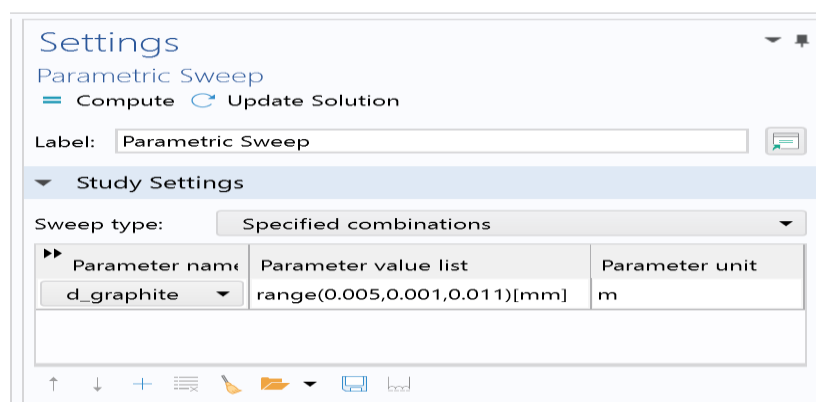 Settings
Parametric Sweep
Compute Update Solution
Label: Parametric Sweep
Study Settings
Sweep type: Specified combinations
Parameter name Parameter value list Parameter unit
d_graphite range(0.005,0.001,0.011)[mm] m